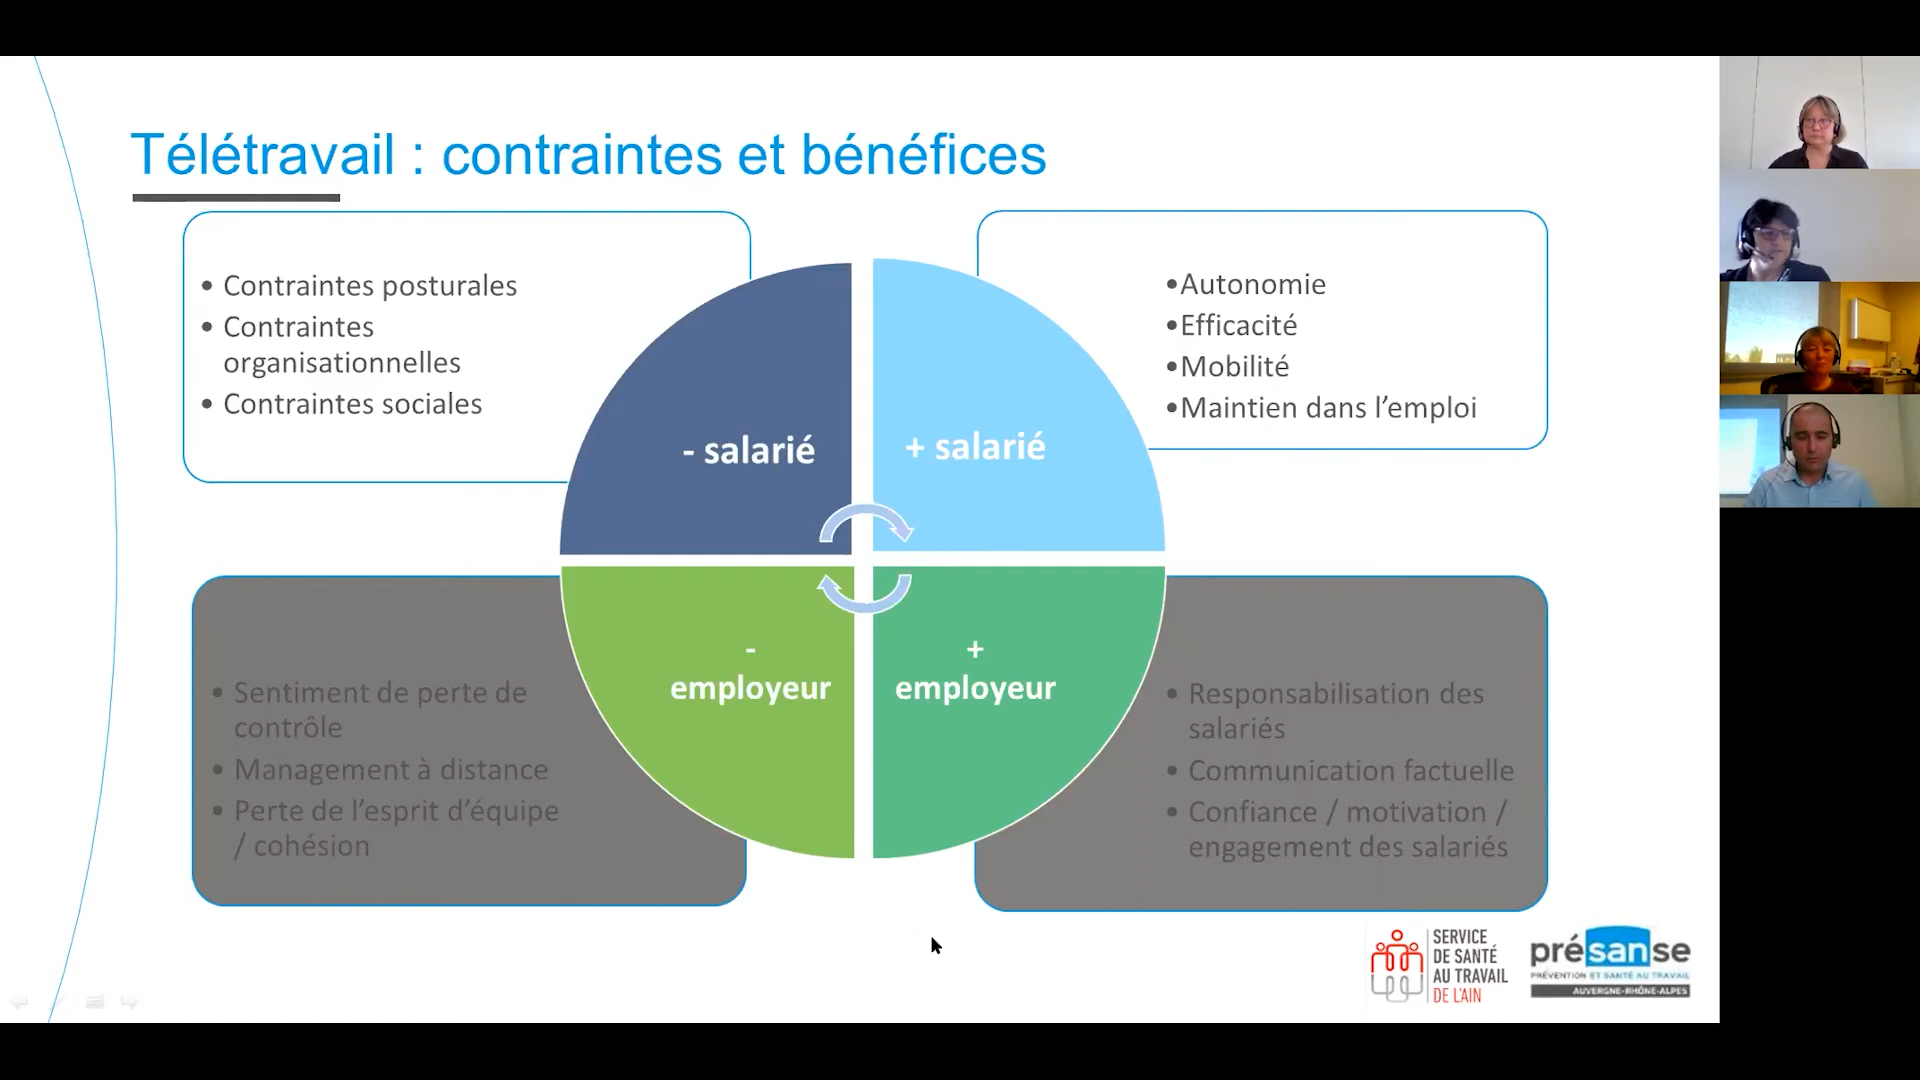 Télétravail : contraintes et bénéfices
• Contraintes posturales
• Contraintes
organisationnelles
• Contraintes sociales
•Autonomie
•Efficacité
•Mobilité
•Maintien dans l’emploi
- salarié
+ salarié
-
employeur
+
employeur
• Sentiment de perte de
contrôle
• Management à distance
• Perte de l’esprit d’équipe
/ cohésion
• Responsabilisation des
salariés
• Communication factuelle
• Confiance / motivation /
engagement des salariés
SERVICE
DE SANTÉ
AU TRAVAIL
DE L'AIN
présanse
PRÉVENTION ET SANTÉ AU TRAVAIL
AUVERGNE-RHÔNE-ALPES